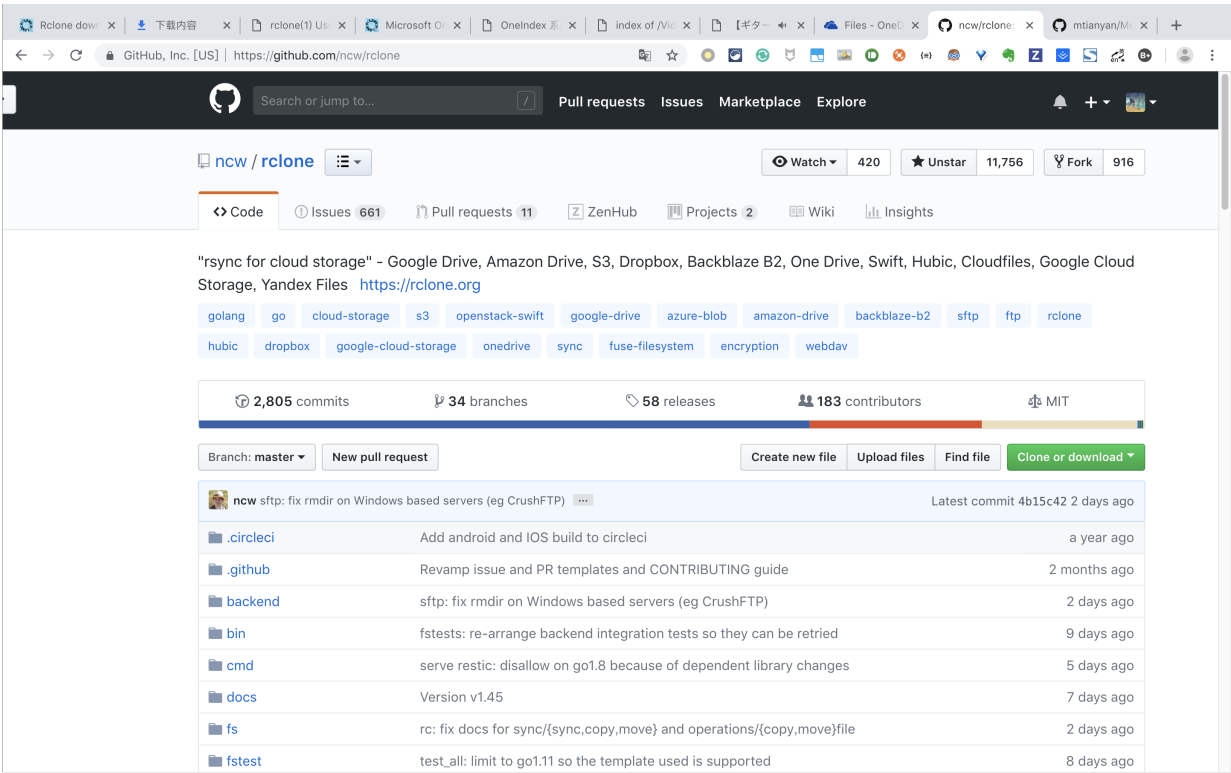 Rclone down 下载内容 rclone(1) Us Microsoft O OneIndex 系 index of /Vid 【ギター Files - OneD ncw/rclone: mtianyan/M
GitHub, Inc. [US] | https://github.com/ncw/rclone
Search or jump to... / Pull requests Issues Marketplace Explore
ncw / rclone Watch 420 Unstar 11,756 Fork 916
Code Issues 661 Pull requests 11 ZenHub Projects 2 Wiki Insights
"rsync for cloud storage" - Google Drive, Amazon Drive, S3, Dropbox, Backblaze B2, One Drive, Swift, Hubic, Cloudfiles, Google Cloud
Storage, Yandex Files https://rclone.org
golang go cloud-storage s3 openstack-swift google-drive azure-blob amazon-drive backblaze-b2 sftp ftp rclone
hubic dropbox google-cloud-storage onedrive sync fuse-filesystem encryption webdav
2,805 commits 34 branches 58 releases 183 contributors MIT
Branch: master New pull request Create new file Upload files Find file Clone or download
ncw sftp: fix rmdir on Windows based servers (eg CrushFTP) ... Latest commit 4b15c42 2 days ago
.circleci Add android and IOS build to circleci a year ago
.github Revamp issue and PR templates and CONTRIBUTING guide 2 months ago
backend sftp: fix rmdir on Windows based servers (eg CrushFTP) 2 days ago
bin fstests: re-arrange backend integration tests so they can be retried 9 days ago
cmd serve restic: disallow on go1.8 because of dependent library changes 5 days ago
docs Version v1.45 7 days ago
fs rc: fix docs for sync/{sync,copy,move} and operations/{copy,move}file 2 days ago
fstest test_all: limit to go1.11 so the template used is supported 8 days ago